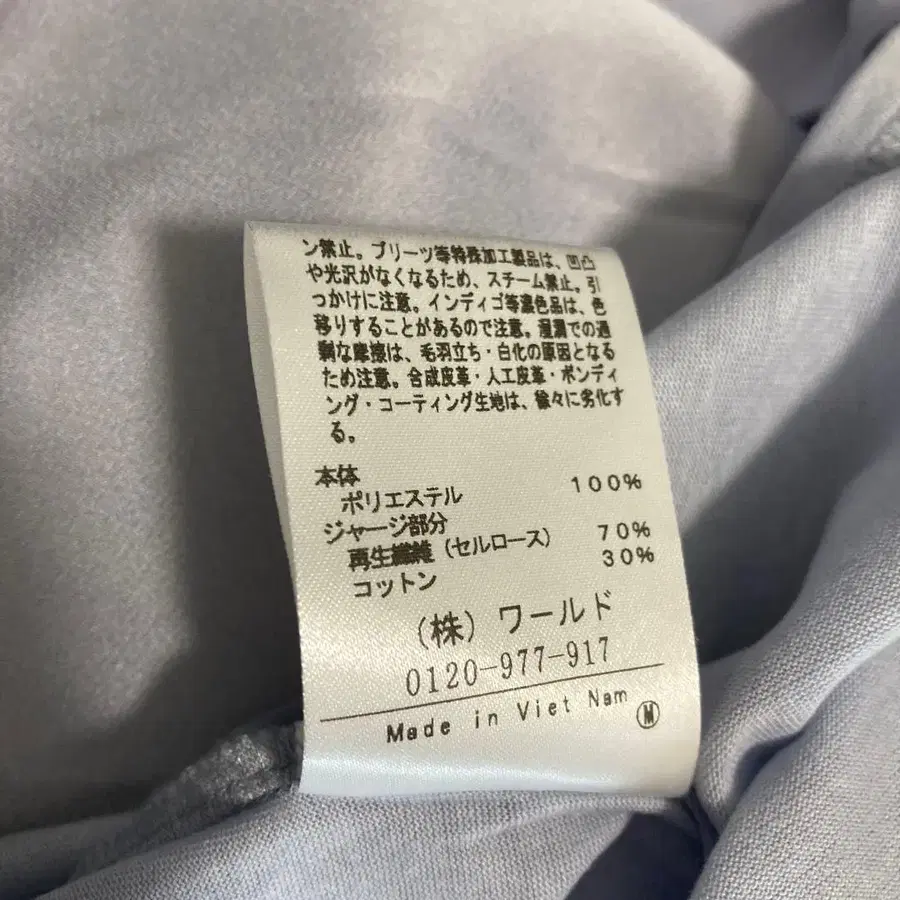 ン禁止。プリーツ等特殊加工製品は、凹凸
や光沢がなくなるため、スチーム禁止。引
っかけに注意。インディゴ等濃色品は、色
移りすることがあるので注意。湿潤での過
剰な摩擦は、毛羽立ち・白化の原因となる
ため注意。合成皮革・人工皮革・ボンディ
ング・コーティング生地は、徐々に劣化す
る。
本体
ポリエステル 100%
ジャージ部分
再生繊維(セルロース) 70%
コットン 30%
(株)ワールド
0120-977-917
Made in Viet Nam
M